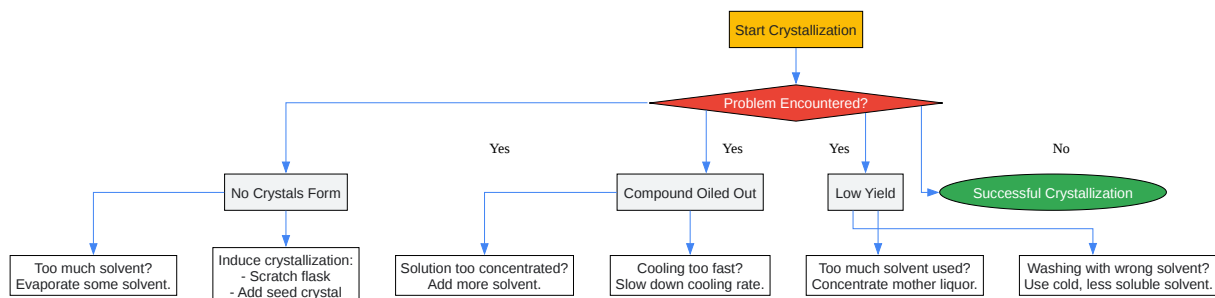 Start Crystallization
Problem Encountered?
Yes
Yes
Yes
No
No Crystals Form
Compound Oiled Out
Low Yield
Successful Crystallization
Too much solvent?
Evaporate some solvent.
Induce crystallization:
- Scratch flask
- Add seed crystal
Solution too concentrated?
Add more solvent.
Cooling too fast?
Slow down cooling rate.
Too much solvent used?
Concentrate mother liquor.
Washing with wrong solvent?
Use cold, less soluble solvent.